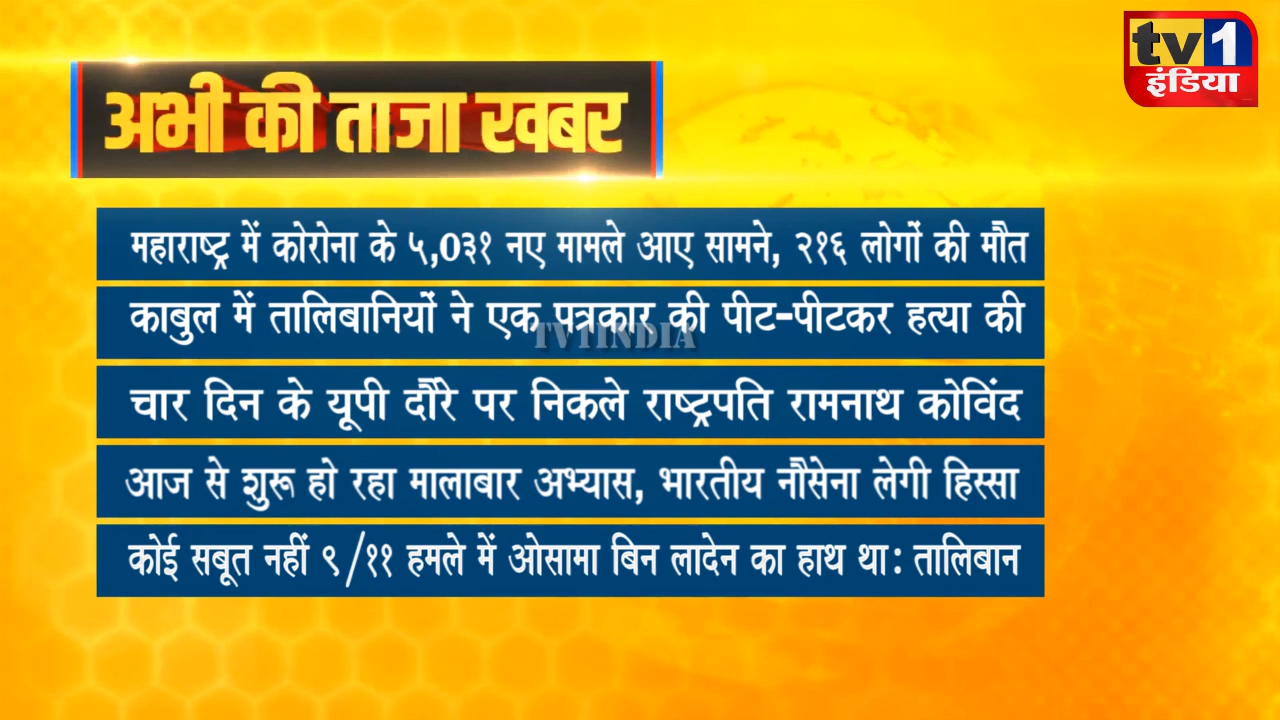 tv1
इंडिया
अभी की ताजा खबर
महाराष्ट्र में कोरोना के ५,0३१ नए मामले आए सामने, २१६ लोगों की मौत
काबुल में तालिबानियों ने एक पत्रकार की पीट-पीटकर हत्या की
TV1INDIA
चार दिन के यूपी दौरे पर निकले राष्ट्रपति रामनाथ कोविंद
आज से शुरू हो रहा मालाबार अभ्यास, भारतीय नौसेना लेगी हिस्सा
कोई सबूत नहीं ९/११ हमले में ओसामा बिन लादेन का हाथ था: तालिबान